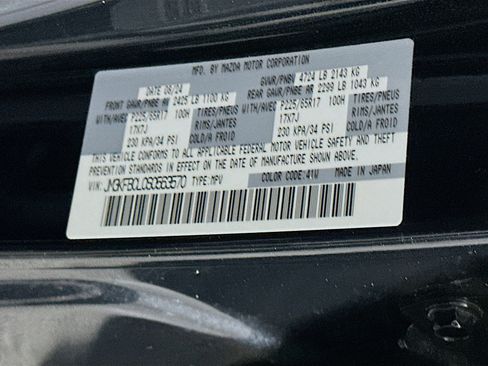 MFD. BY MAZDA MOTOR CORPORATION
DATE 08/24 GVWR/PNBV 4724 LB 2143 KG
FRONT GAWR/PNBE AV 2425 LB 1100 KG REAR GAWR/PNBE AR 2299 LB 1043 KG
WITH/AVEC P225/65R17 100H TIRES/PNEU WITH/AVEC P225/65R17 100H TIRES/PNEU
17X7J RIMS/JANTES 17X7J RIMS/JANTES
230 KPA/34 PSI COLD/A FROID 230 KPA/34 PSI COLD/A FROID
THIS VEHICLE CONFORMS TO ALL APPLICABLE FEDERAL MOTOR VEHICLE SAFETY AND THEFT
PREVENTION STANDARDS IN EFFECT ON THE DATE OF MANUFACTURE SHOWN ABOVE.
VIN: TYPE:MPV COLOR CODE: 41W MADE IN JAPAN